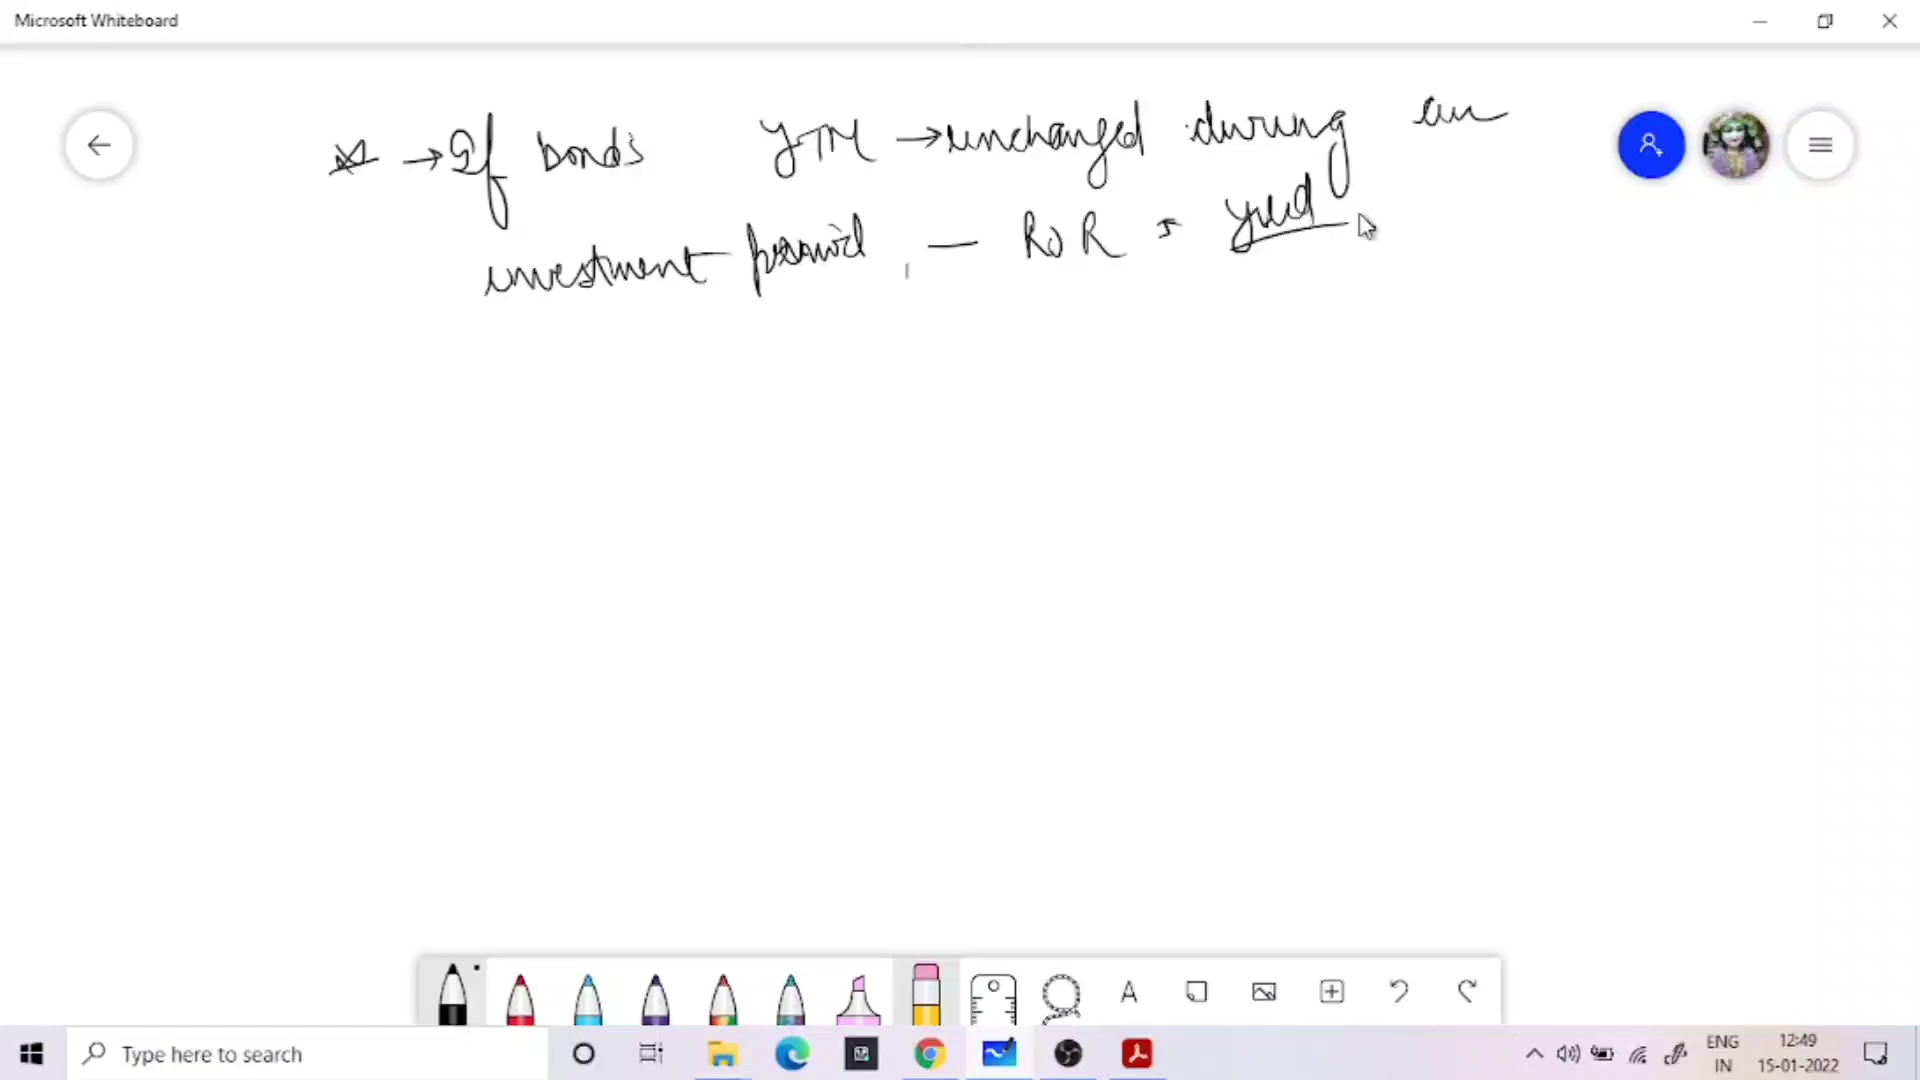 Microsoft Whiteboard
→ If bonds YTM → unchanged during an
investment period, — RoR = yield
A
Type here to search
ENG
IN
12:49
15-01-2022